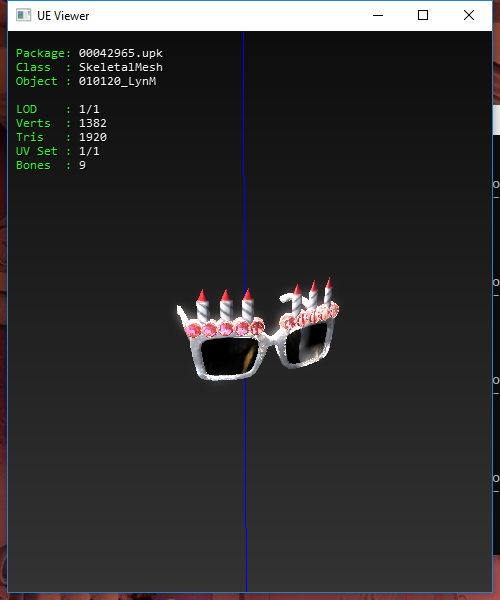 UE Viewer
Package: 00042965.upk
Class  : SkeletalMesh
Object : 010120_LynM
LOD    : 1/1
Verts  : 1382
Tris   : 1920
UV Set : 1/1
Bones  : 9